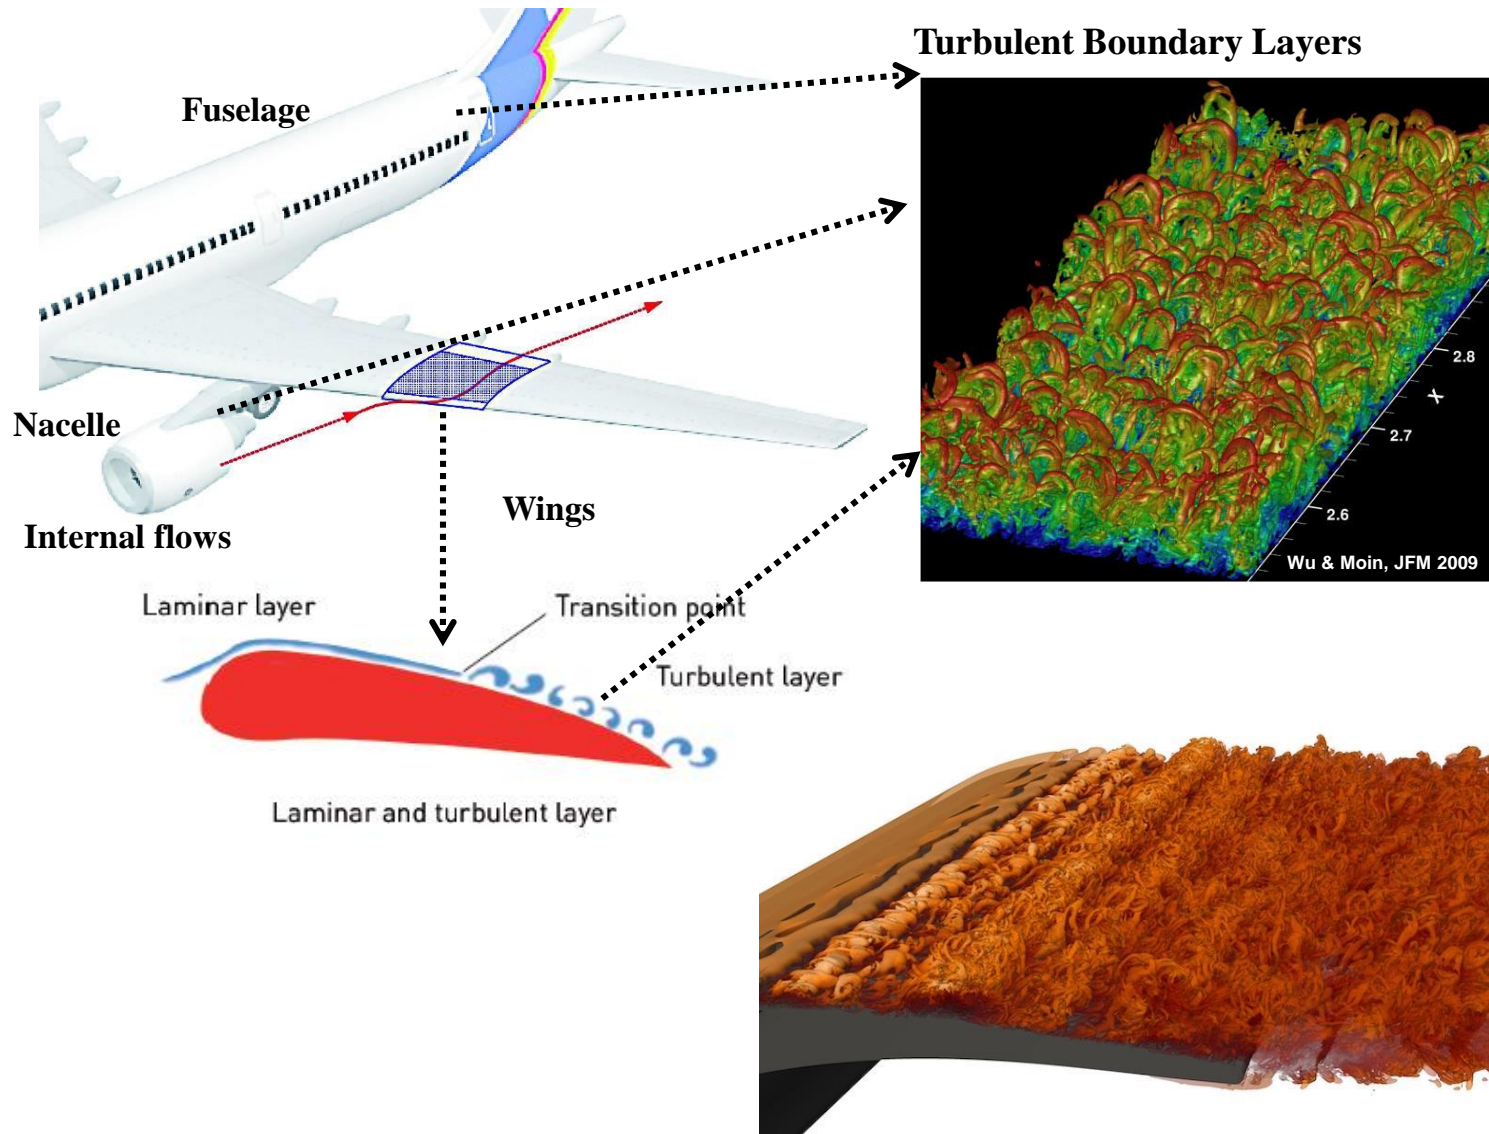 Turbulent Boundary Layers
Fuselage
Nacelle
Internal flows
Wings
2.8
X
2.7
2.6
Wu & Moin, JFM 2009
Laminar layer
Transition point
Turbulent layer
Laminar and turbulent layer